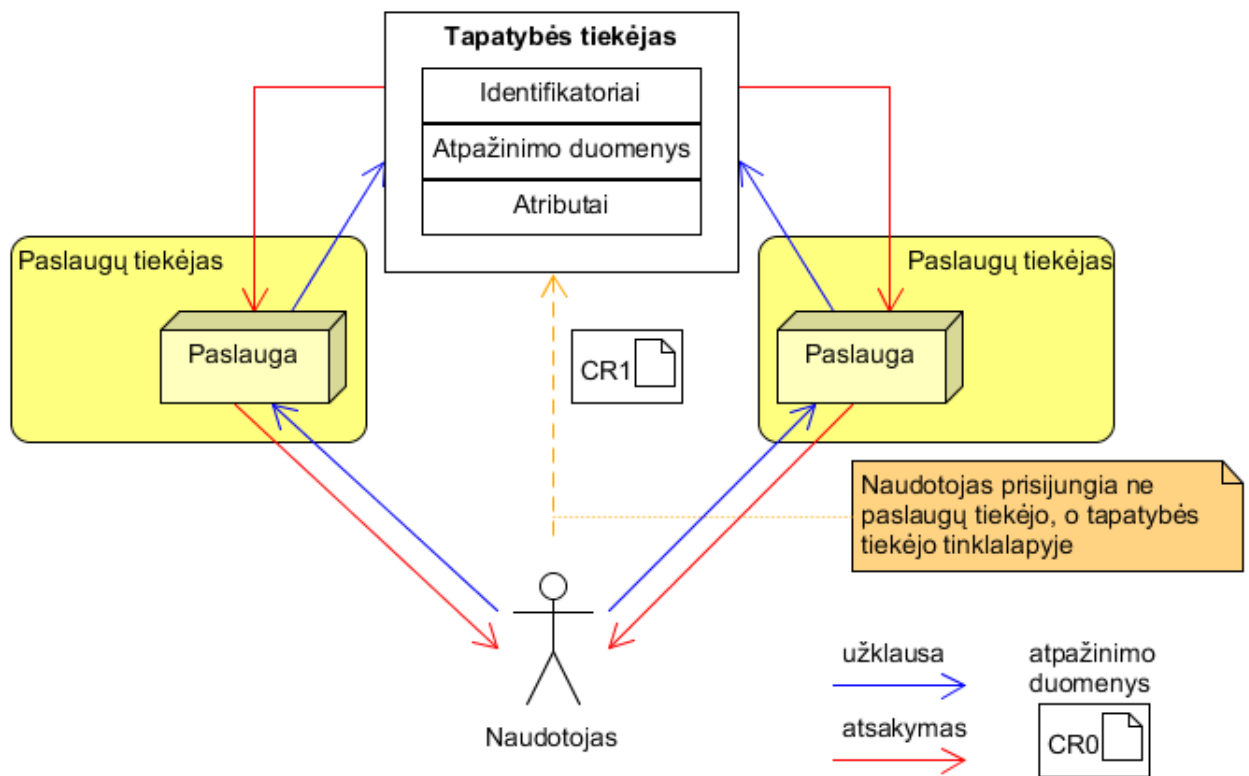 Tapatybės tiekėjas
Identifikatoriai
Atpažinimo duomenys
Atributai
Paslaugų tiekėjas
Paslaugų tiekėjas
Paslauga
CR1
Paslauga
Naudotojas prisijungia ne
paslaugų tiekėjo, o tapatybės
tiekėjo tinklalapyje
Naudotojas
užklausa
atsakymas
atpažinimo
duomenys
CR0